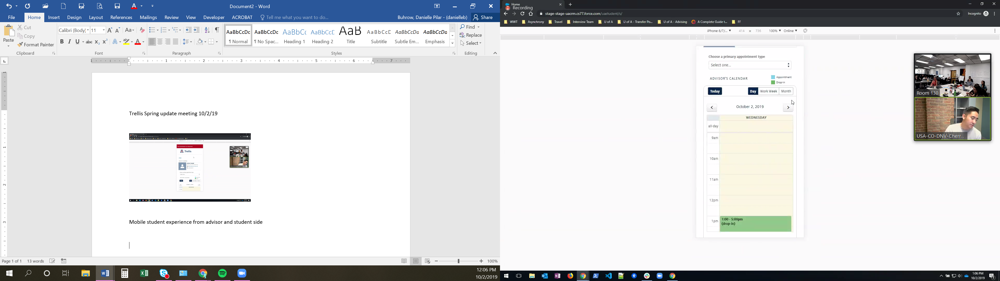 Document2 - Word
File Home Insert Design Layout References Mailings Review View Developer ACROBAT Tell me what you want to do... Buhrow, Danielle Pilar - (danielleb) Share
Paste Cut
Copy
Format Painter
Calibri (Body) 11
AaBbCcDc AaBbCcDc AaBbCc AaBbCcD AaB AaBbCcD AaBbCcDa AaBbCcDa
¶ Normal ¶ No Spac... Heading 1 Heading 2 Title Subtitle Subtle Em... Emphasis
Find
Replace
Select
Clipboard Font Paragraph Styles Editing
Trellis Spring update meeting 10/2/19
Trellis
Mobile student experience from advisor and student side
Page 1 of 1 13 words 100%
12:06 PM
10/2/2019
Home
Recording
stage-stage-uacrm.cs77.force.com/uastudent/s/ Incognito
WWT Asynchrony Travel Interview Team U of A U of A - Transfer Po... U of A - Advising A Complete Guide t... FF
iPhone 6/7/... 414 × 736 100% Online
Choose a primary appointment type
Select one...
ADVISOR'S CALENDAR
Appointment
Drop-in
Today Day Work Week Month
October 2, 2019
WEDNESDAY
all-day
9am
10am
11am
12pm
1pm
1:00 - 5:00pm
(drop-in)
Room 130
USA-CO-DNV-Cherr...
1:06 PM
10/2/2019